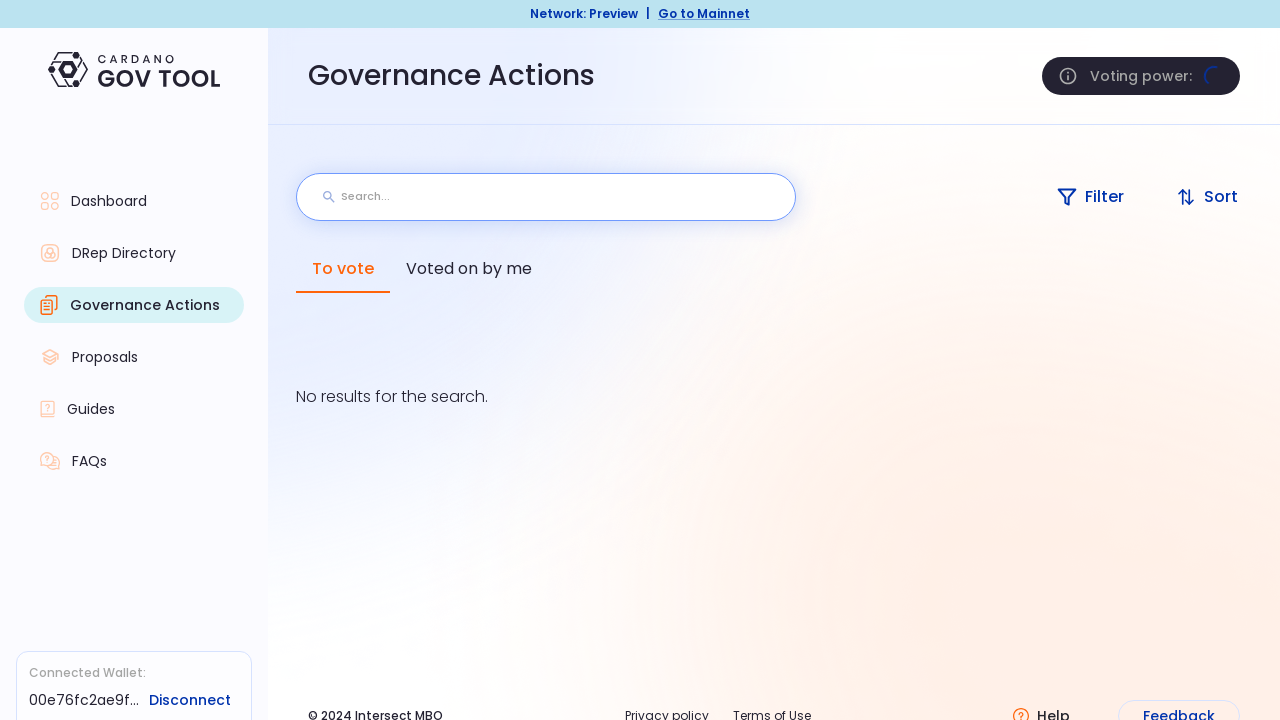 Network: Preview | Go to Mainnet
CARDANO
GOV TOOL
Governance Actions
Voting power:
Search...
Filter
Sort
To vote
Voted on by me
No results for the search.
Dashboard
DRep Directory
Governance Actions
Proposals
Guides
FAQs
Connected Wallet:
00e76fc2ae9f... Disconnect
© 2024 Intersect MBO
Privacy policy
Terms of Use
Help
Feedback